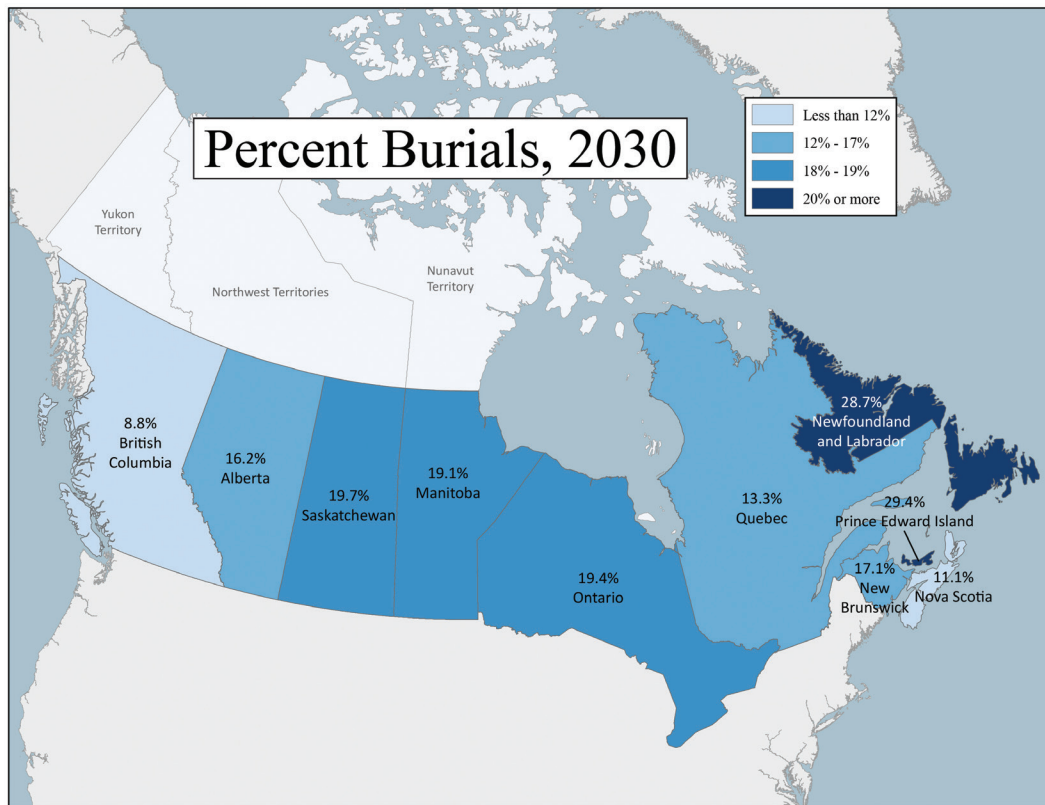 Percent Burials, 2030
Less than 12%
12% - 17%
18% - 19%
20% or more
Yukon
Territory
Northwest Territories
Nunavut
Territory
8.8%
British
Columbia
16.2%
Alberta
19.7%
Saskatchewan
19.1%
Manitoba
19.4%
Ontario
13.3%
Quebec
28.7%
Newfoundland
and Labrador
29.4%
Prince Edward Island
17.1%
New
Brunswick
11.1%
Nova Scotia